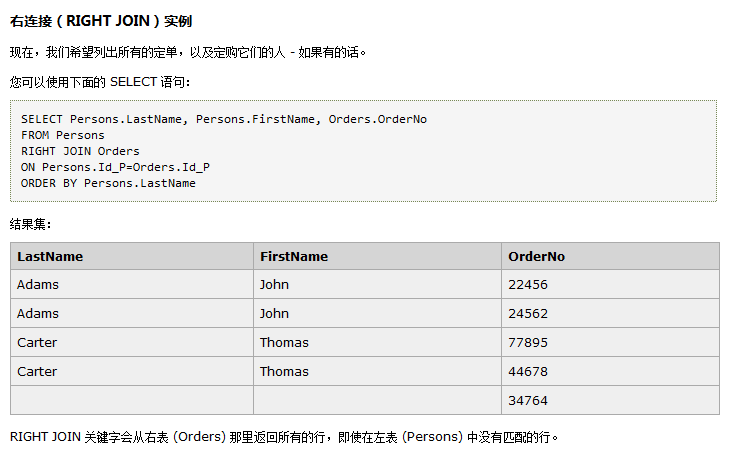 右连接（RIGHT JOIN）实例
现在，我们希望列出所有的定单，以及定购它们的人 - 如果有的话。
您可以使用下面的 SELECT 语句：
SELECT Persons.LastName, Persons.FirstName, Orders.OrderNo
FROM Persons
RIGHT JOIN Orders
ON Persons.Id_P=Orders.Id_P
ORDER BY Persons.LastName
结果集：
LastName FirstName OrderNo
Adams John 22456
Adams John 24562
Carter Thomas 77895
Carter Thomas 44678
34764
RIGHT JOIN 关键字会从右表 (Orders) 那里返回所有的行，即使在左表 (Persons) 中没有匹配的行。